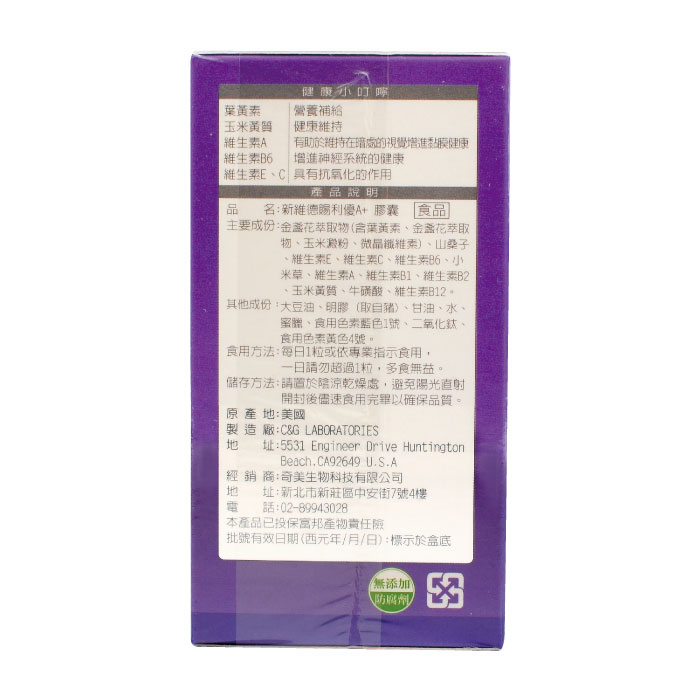 健康小叮嚀
葉黃素 營養補給
玉米黃質 健康維持
維生素A 有助於維持在暗處的視覺增進黏膜健康
維生素B6 增進神經系統的健康
維生素E、C 具有抗氧化的作用
產品說明
品 名:新維德賜利優A+ 膠囊 食品
主要成份:金盞花萃取物(含葉黃素、金盞花萃取
物、玉米澱粉、微晶纖維素)、山桑子
、維生素E、維生素C、維生素B6、小
米草、維生素A、維生素B1、維生素B2
、玉米黃質、牛磺酸、維生素B12。
其他成份:大豆油、明膠(取自豬)、甘油、水、
蜜臘、食用色素藍色1號、二氧化鈦、
食用色素黃色4號。
食用方法:每日1粒或依專業指示食用，
一日請勿超過1粒，多食無益。
儲存方法:請置於陰涼乾燥處，避免陽光直射
開封後儘速食用完畢以確保品質。
原產地:美國
製造廠:C&G LABORATORIES
地 址:5531 Engineer Drive Huntington
Beach.CA92649 U.S.A
經銷商:奇美生物科技有限公司
地 址:新北市新莊區中安街7號4樓
電 話:02-89943028
本產品已投保富邦產物責任險
批號有效日期(西元年/月/日):標示於盒底
無添加
防腐劑